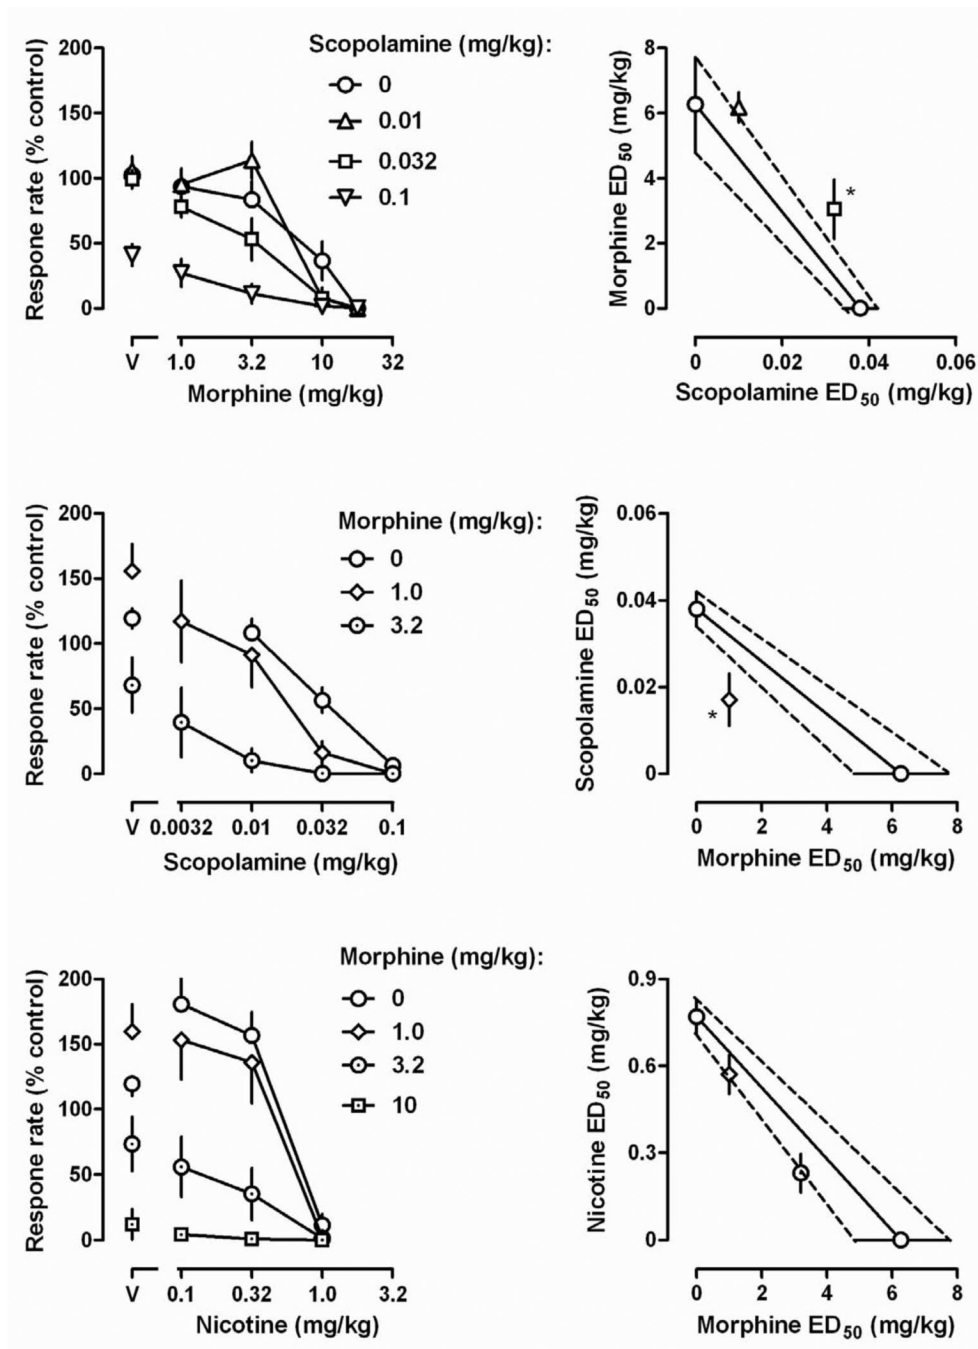 Scopolamine (mg/kg):
0
0.01
0.032
0.1
Respone rate (% control)
200
150
100
50
0
V 1.0 3.2 10 32
Morphine (mg/kg)
Morphine ED50 (mg/kg)
8
6
4
2
0
*
0 0.02 0.04 0.06
Scopolamine ED50 (mg/kg)
Morphine (mg/kg):
0
1.0
3.2
Respone rate (% control)
200
150
100
50
0
V 0.0032 0.01 0.032 0.1
Scopolamine (mg/kg)
Scopolamine ED50 (mg/kg)
0.06
0.04
0.02
0
*
0 2 4 6 8
Morphine ED50 (mg/kg)
Morphine (mg/kg):
0
1.0
3.2
10
Respone rate (% control)
200
150
100
50
0
V 0.1 0.32 1.0 3.2
Nicotine (mg/kg)
Nicotine ED50 (mg/kg)
0.9
0.6
0.3
0
0 2 4 6 8
Morphine ED50 (mg/kg)